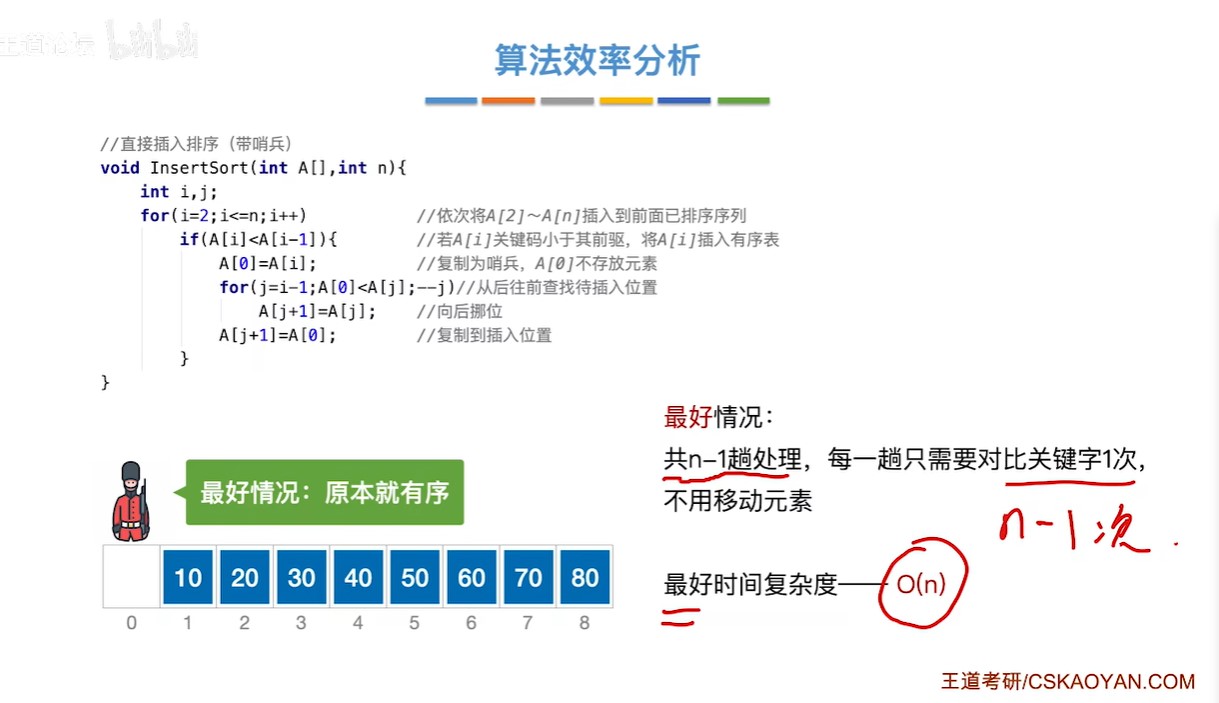 王道论坛 bilibili
算法效率分析
//直接插入排序（带哨兵）
void InsertSort(int A[],int n){
int i,j;
for(i=2;i<=n;i++) //依次将A[2]～A[n]插入到前面已排序序列
if(A[i]<A[i-1]){ //若A[i]关键码小于其前驱，将A[i]插入有序表
A[0]=A[i]; //复制为哨兵，A[0]不存放元素
for(j=i-1;A[0]<A[j];--j)//从后往前查找待插入位置
A[j+1]=A[j]; //向后挪位
A[j+1]=A[0]; //复制到插入位置
}
}
最好情况：
共n-1趟处理，每一趟只需要对比关键字1次，
不用移动元素
n-1次.
最好情况：原本就有序
10 20 30 40 50 60 70 80
0 1 2 3 4 5 6 7 8
最好时间复杂度——O(n)
王道考研/CSKAOYAN.COM